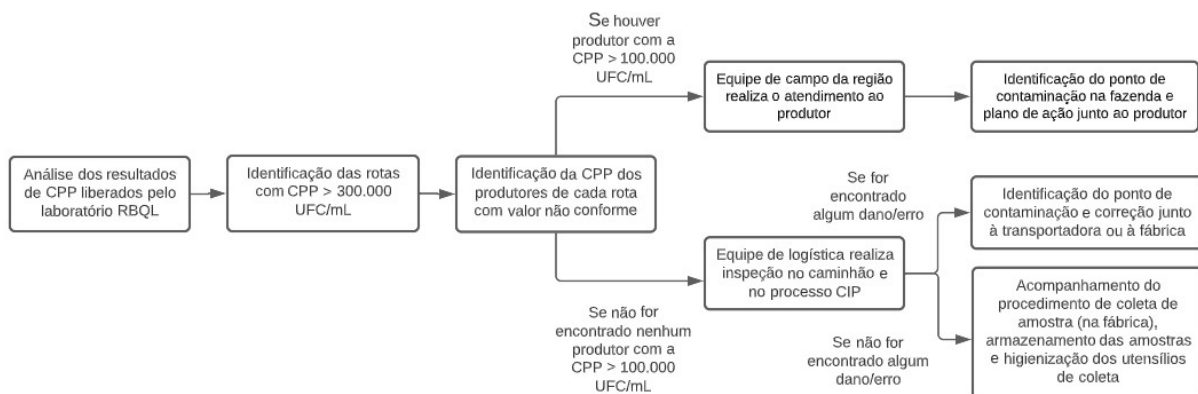 Análise dos resultados
de CPP liberados pelo
laboratório RBQL
Identificação das rotas
com CPP > 300.000
UFC/mL
Identificação da CPP dos
produtores de cada rota
com valor não conforme
Se houver
produtor com a
CPP > 100.000
UFC/mL
Equipe de campo da região
realiza o atendimento ao
produtor
Identificação do ponto de
contaminação na fazenda e
plano de ação junto ao produtor
Se não for
encontrado nenhum
produtor com a
CPP > 100.000
UFC/mL
Equipe de logística realiza
inspeção no caminhão e
no processo CIP
Se for
encontrado
algum dano/erro
Identificação do ponto de
contaminação e correção junto
à transportadora ou à fábrica
Se não for
encontrado algum
dano/erro
Acompanhamento do
procedimento de coleta de
amostra (na fábrica),
armazenamento das amostras
e higienização dos utensílios
de coleta